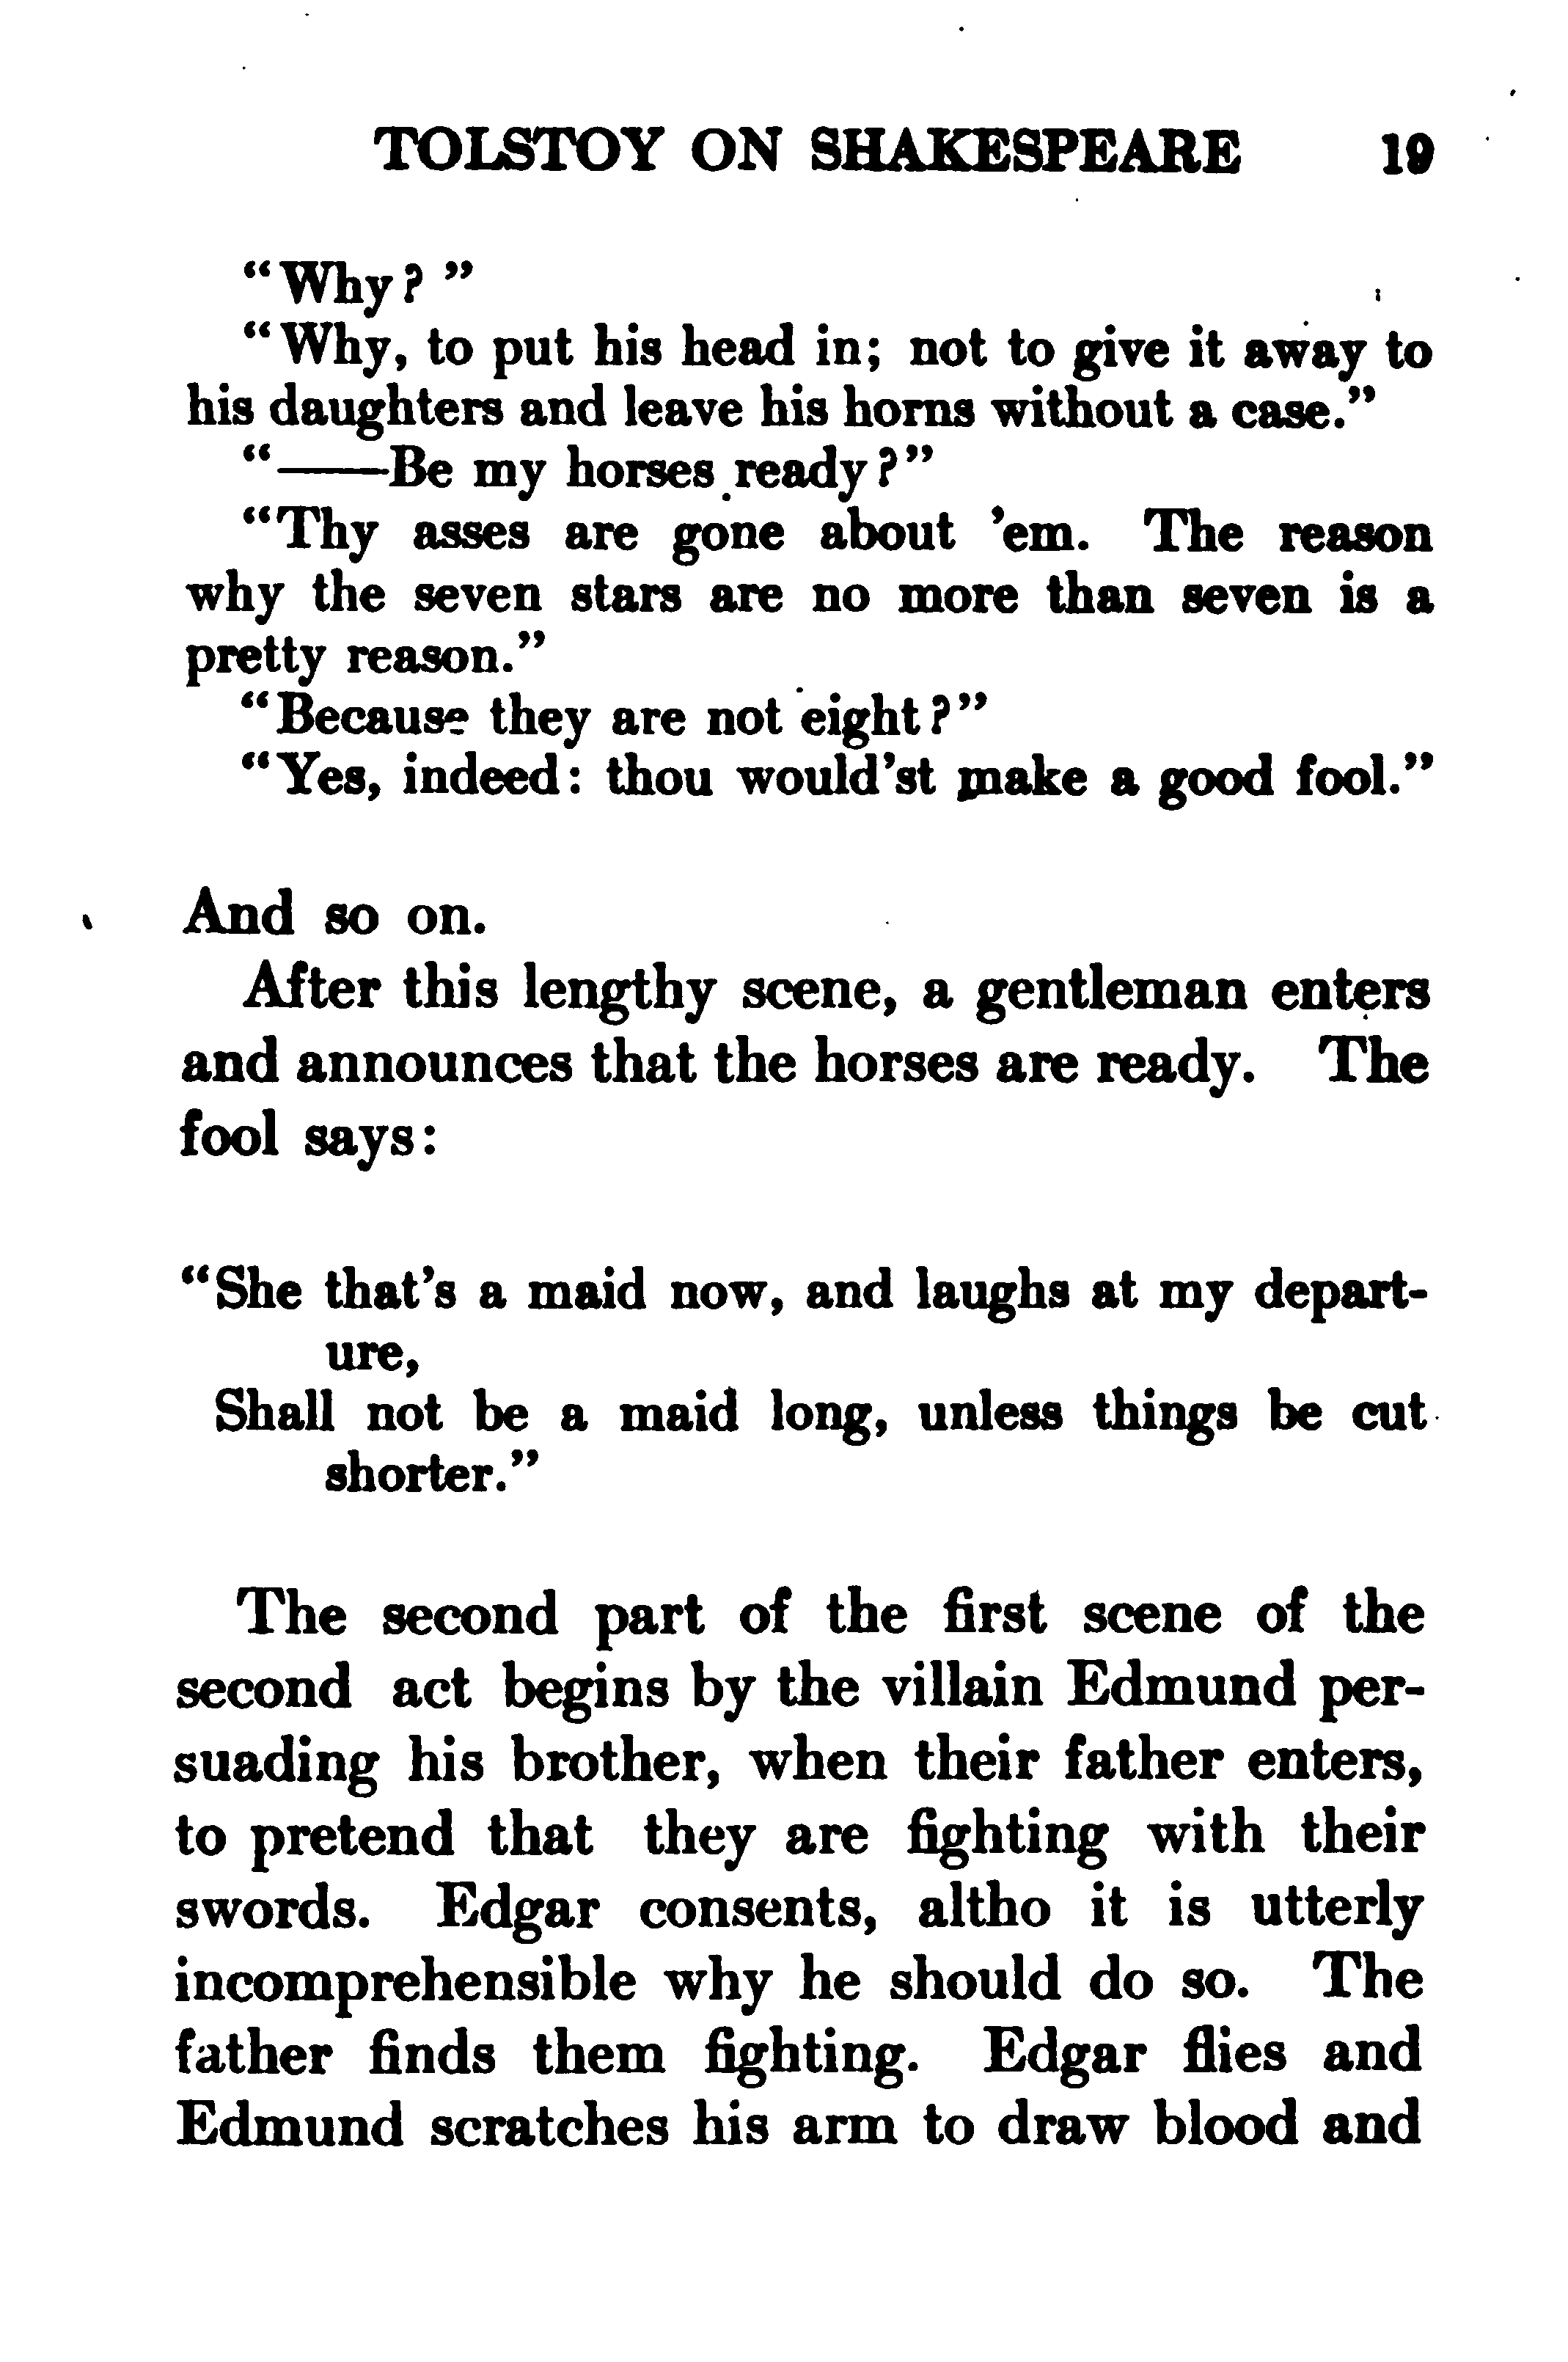 TOLSTOY ON SHAKESPEARE 19
"Why?"
"Why, to put his head in; not to give it away to
his daughters and leave his horns without a case."
"——Be my horses ready?"
"Thy asses are gone about 'em. The reason
why the seven stars are no more than seven is a
pretty reason."
"Because they are not eight?"
"Yes, indeed: thou would'st make a good fool."
And so on.
After this lengthy scene, a gentleman enters
and announces that the horses are ready. The
fool says:
"She that's a maid now, and laughs at my depart-
ure,
Shall not be a maid long, unless things be cut
shorter."
The second part of the first scene of the
second act begins by the villain Edmund per-
suading his brother, when their father enters,
to pretend that they are fighting with their
swords. Edgar consents, altho it is utterly
incomprehensible why he should do so. The
father finds them fighting. Edgar flies and
Edmund scratches his arm to draw blood and